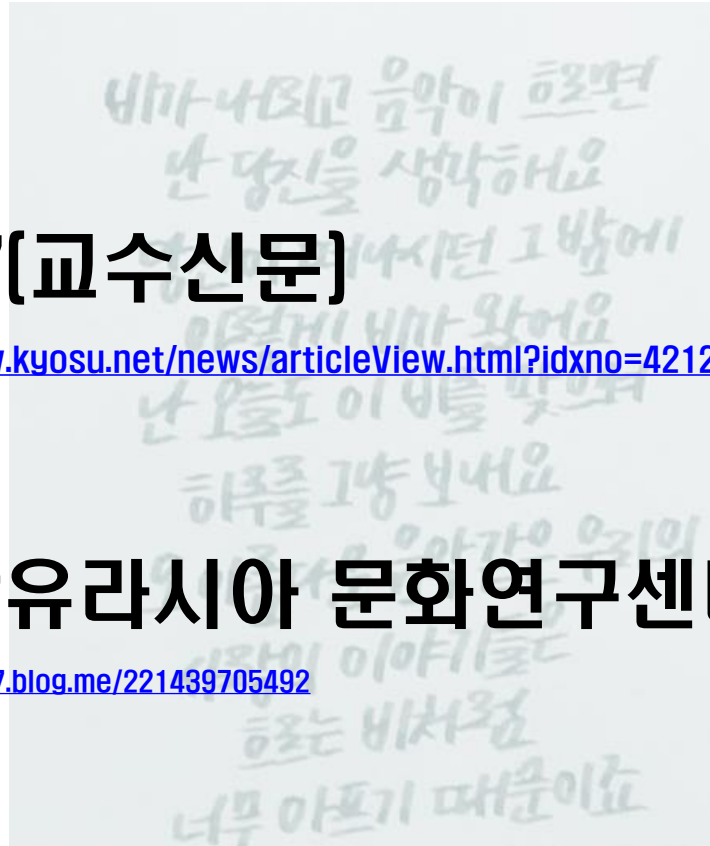 비가 내리고 음악이 흐르면
난 당신을 생각해요
(교수신문)
떠나시던 그 밤에
이렇게 비가 왔어요
.kyosu.net/news/articleView.html?idxno=4212
난 오늘도 이 비를 맞으며
하루를 그냥 보내요
유라시아 문화연구센
이야기들은
7.blog.me/221439705492
흐르는 비처럼
너무 아프기 때문이죠